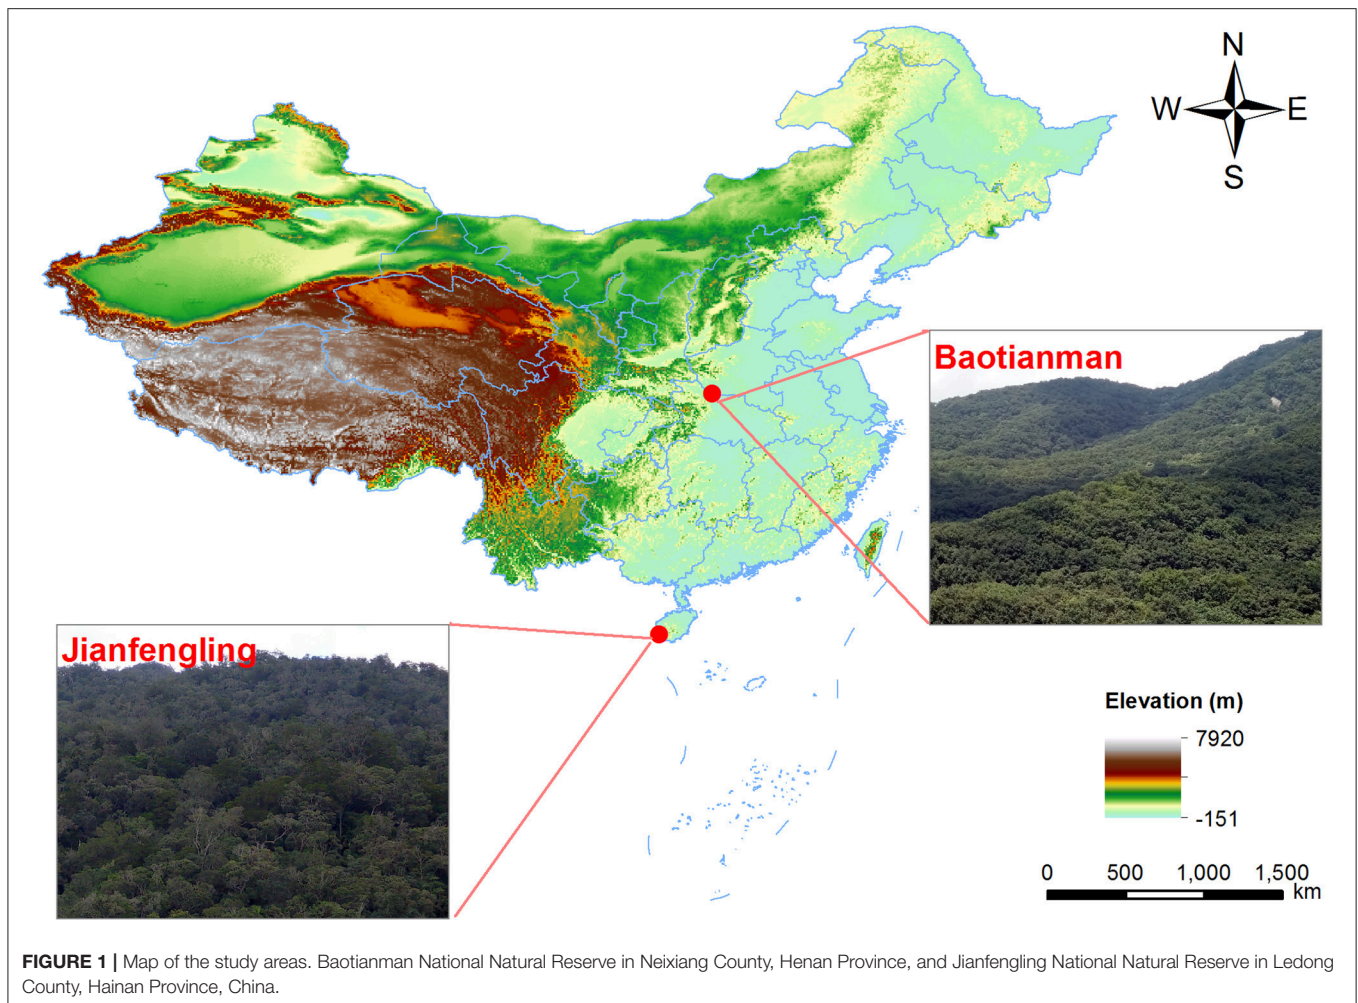 N
W E
S
Baotianman
Jianfengling
Elevation (m)
7920
-151
0 500 1,000 1,500
km
FIGURE 1 | Map of the study areas. Baotianman National Natural Reserve in Neixiang County, Henan Province, and Jianfengling National Natural Reserve in Ledong
County, Hainan Province, China.